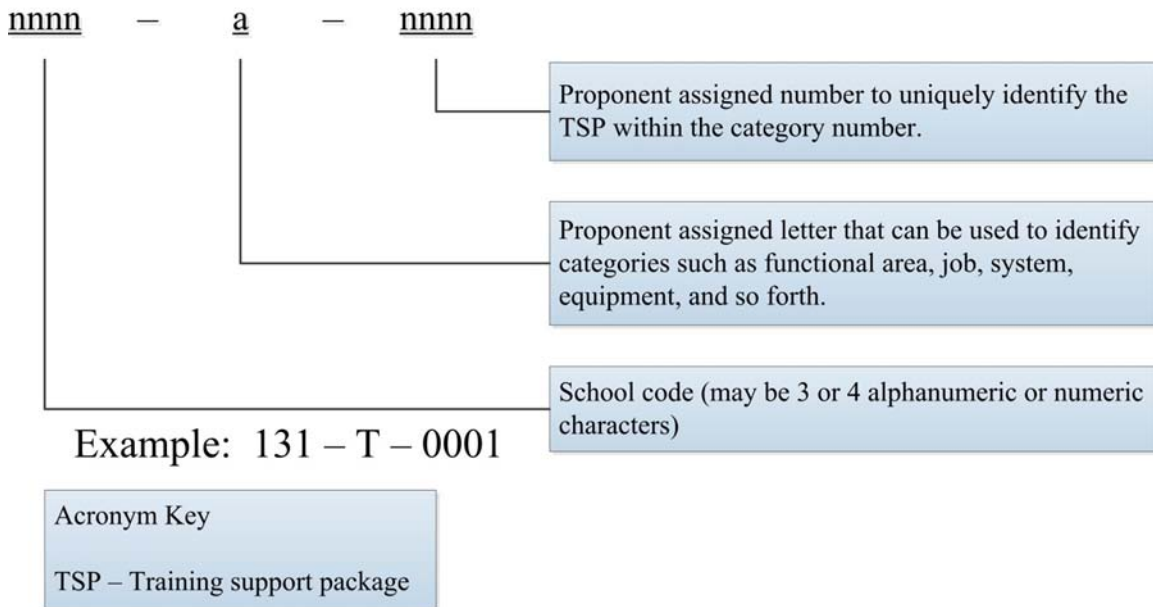 nnnn – a – nnnn
Proponent assigned number to uniquely identify the
TSP within the category number.
Proponent assigned letter that can be used to identify
categories such as functional area, job, system,
equipment, and so forth.
School code (may be 3 or 4 alphanumeric or numeric
characters)
Example: 131 – T – 0001
Acronym Key
TSP – Training support package